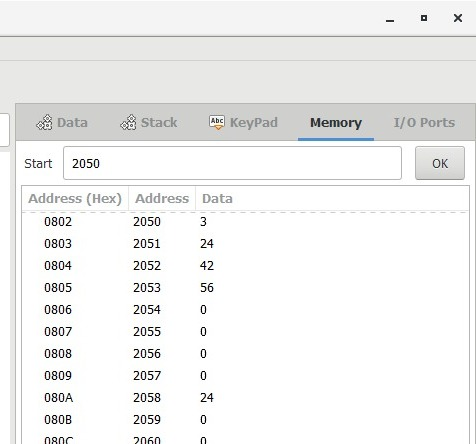 Data Stack Abc KeyPad Memory I/O Ports
Start 2050 OK
Address (Hex) Address Data
0802 2050 3
0803 2051 24
0804 2052 42
0805 2053 56
0806 2054 0
0807 2055 0
0808 2056 0
0809 2057 0
080A 2058 24
080B 2059 0
080C 2060 0